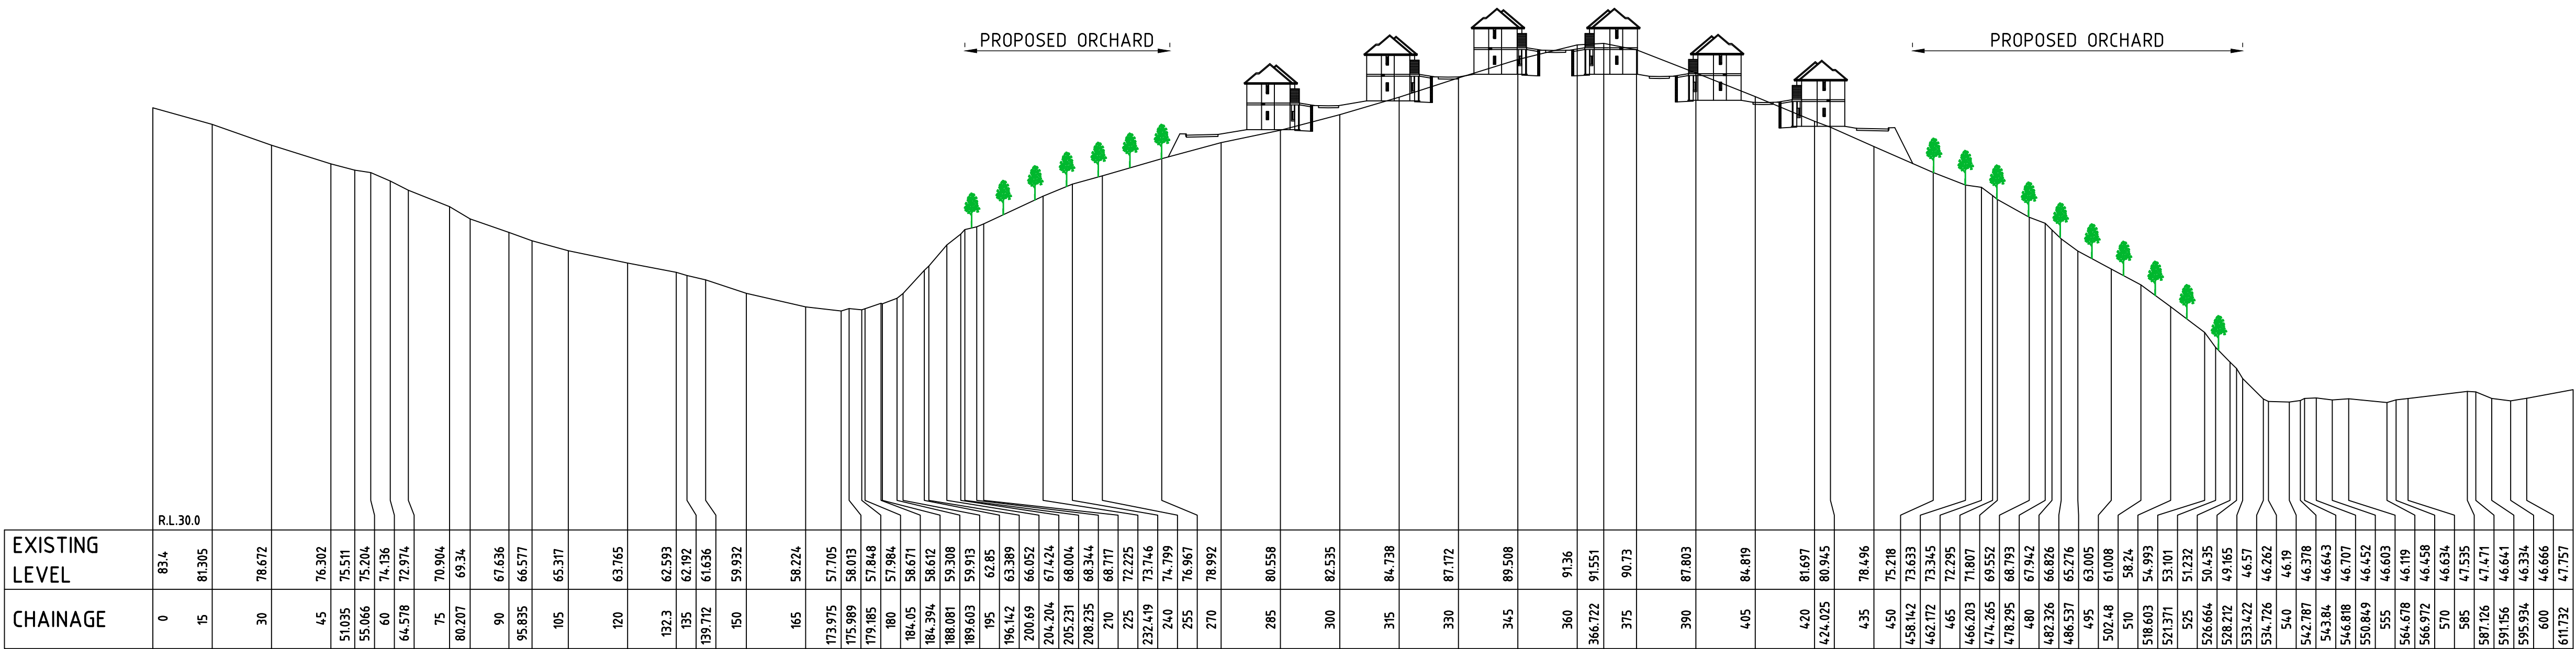 PROPOSED ORCHARD
PROPOSED ORCHARD
R.L.30.0
EXISTING
LEVEL
83.4 81.305 78.672 76.302 75.511 75.204 74.136 72.974 70.904 69.34 67.636 66.577 65.317 63.765 62.593 62.192 61.636 59.932 58.224 57.705 58.013 57.848 57.984 58.671 58.612 59.308 59.913 62.85 63.389 66.052 67.424 68.004 68.344 68.717 72.225 73.746 74.799 76.967 78.992 80.558 82.535 84.738 87.172 89.508 91.36 91.551 90.73 87.803 84.819 81.697 80.945 78.496 75.218 73.633 73.345 72.295 71.807 69.552 68.793 67.942 66.826 65.276 63.005 61.008 58.24 54.993 53.101 51.232 50.435 49.165 46.57 46.262 46.19 46.378 46.643 46.707 46.452 46.603 46.119 46.458 46.634 47.535 47.471 46.641 46.334 46.666 47.757
CHAINAGE
0 15 30 45 51.035 55.066 60 64.578 75 80.207 90 95.835 105 120 132.3 135 139.712 150 165 173.975 175.989 179.185 180 184.05 184.394 188.081 189.603 195 196.142 200.69 204.204 205.231 208.235 210 225 232.419 240 255 270 285 300 315 330 345 360 366.722 375 390 405 420 424.025 435 450 458.142 462.172 465 466.203 474.265 478.295 480 482.326 486.537 495 502.48 510 518.603 521.371 525 526.664 528.212 533.422 534.726 540 542.787 543.84 546.818 550.849 555 564.678 566.972 570 585 587.126 591.156 595.934 600 611.732